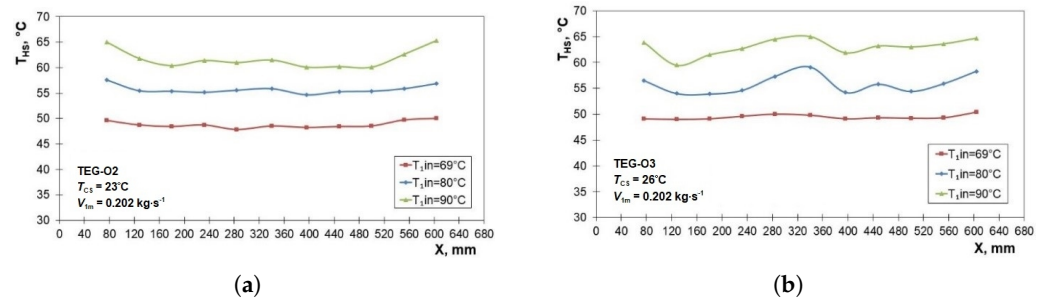 (a)
T_HS, °C
70
65
60
55
50
45
40
35
30
TEG-O2
T_CS = 23°C
V_1m = 0.202 kg·s⁻¹
T₁in=69°C
T₁in=80°C
T₁in=90°C
0 40 80 120 160 200 240 280 320 360 400 440 480 520 560 600 640 680
X, mm
(b)
T_HS, °C
70
65
60
55
50
45
40
35
30
TEG-O3
T_CS = 26°C
V_1m = 0.202 kg·s⁻¹
T₁in=69°C
T₁in=80°C
T₁in=90°C
0 40 80 120 160 200 240 280 320 360 400 440 480 520 560 600 640 680
X, mm
(a)
(b)